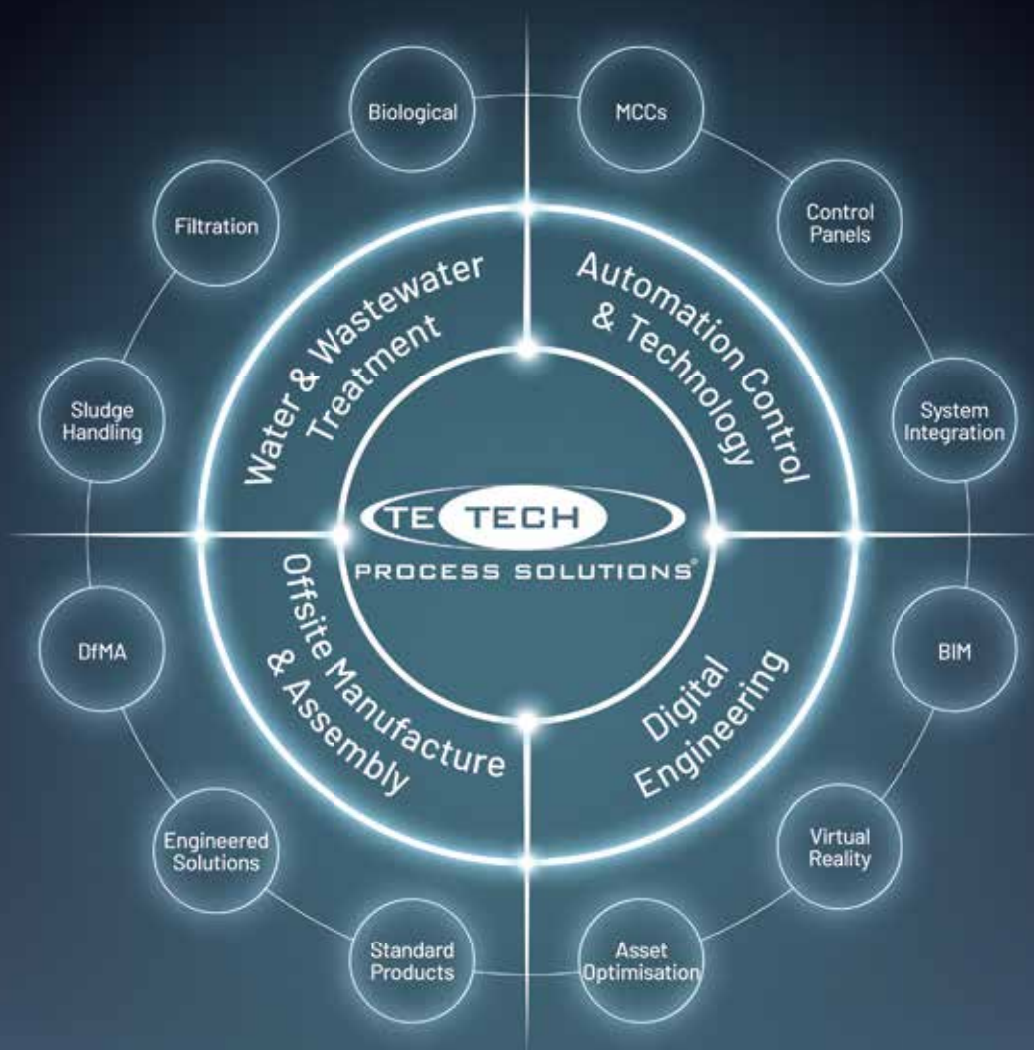 Biological
MCCs
Filtration
Control
Panels
Water & Wastewater
Treatment
Automation Control
& Technology
Sludge
Handling
System
Integration
TE TECH
PROCESS SOLUTIONS®
Offsite Manufacture
& Assembly
Digital
Engineering
DfMA
BIM
Engineered
Solutions
Virtual
Reality
Standard
Products
Asset
Optimisation